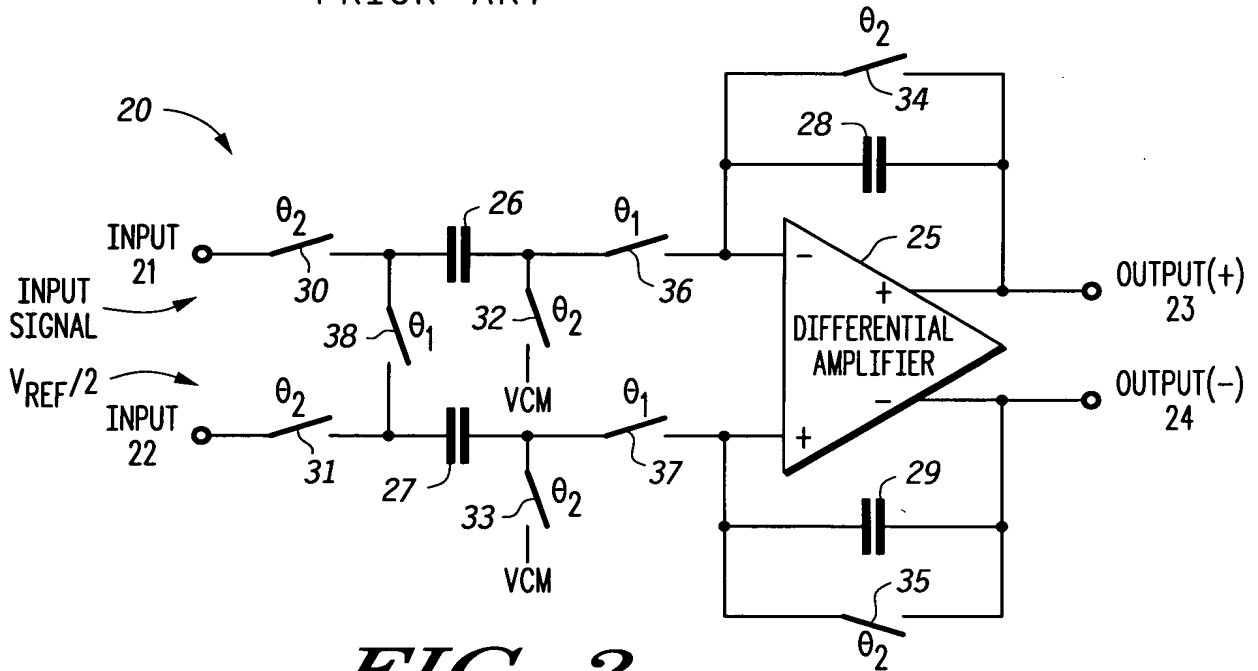 PRIOR ART
θ2
34
20
28
θ2
26
θ1
25
INPUT
21
30
36
−
+
OUTPUT(+)
23
INPUT
SIGNAL
38
θ1
32
θ2
DIFFERENTIAL
AMPLIFIER
VREF/2
θ2
VCM
θ1
−
OUTPUT(−)
24
INPUT
22
31
27
37
+
33
θ2
29
VCM
35
θ2